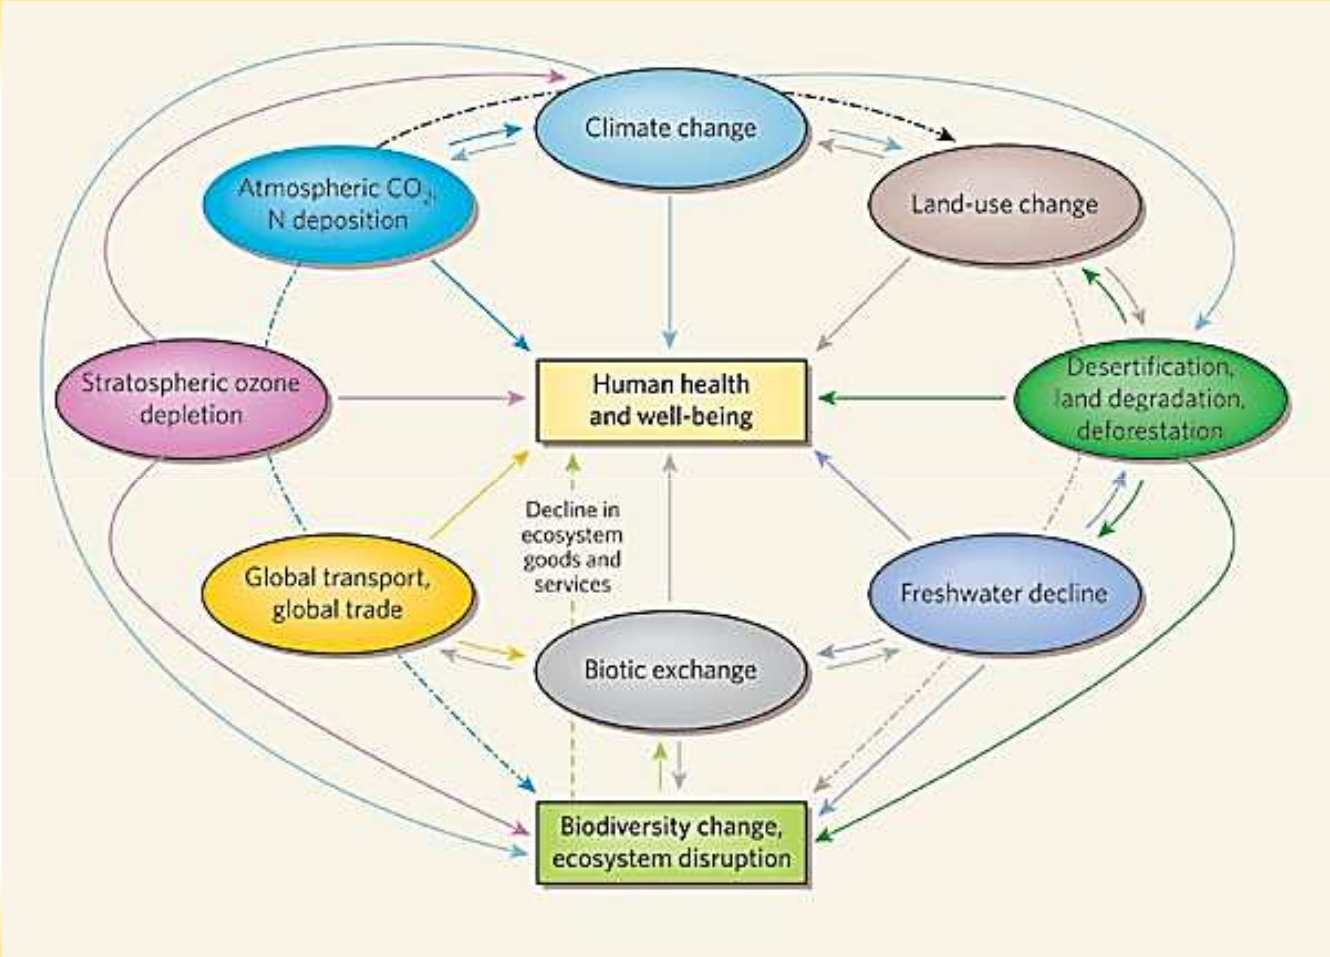 Climate change
Atmospheric CO₂,
N deposition
Land-use change
Stratospheric ozone
depletion
Human health
and well-being
Desertification,
land degradation,
deforestation
Decline in
ecosystem
goods and
services
Global transport,
global trade
Freshwater decline
Biotic exchange
Biodiversity change,
ecosystem disruption